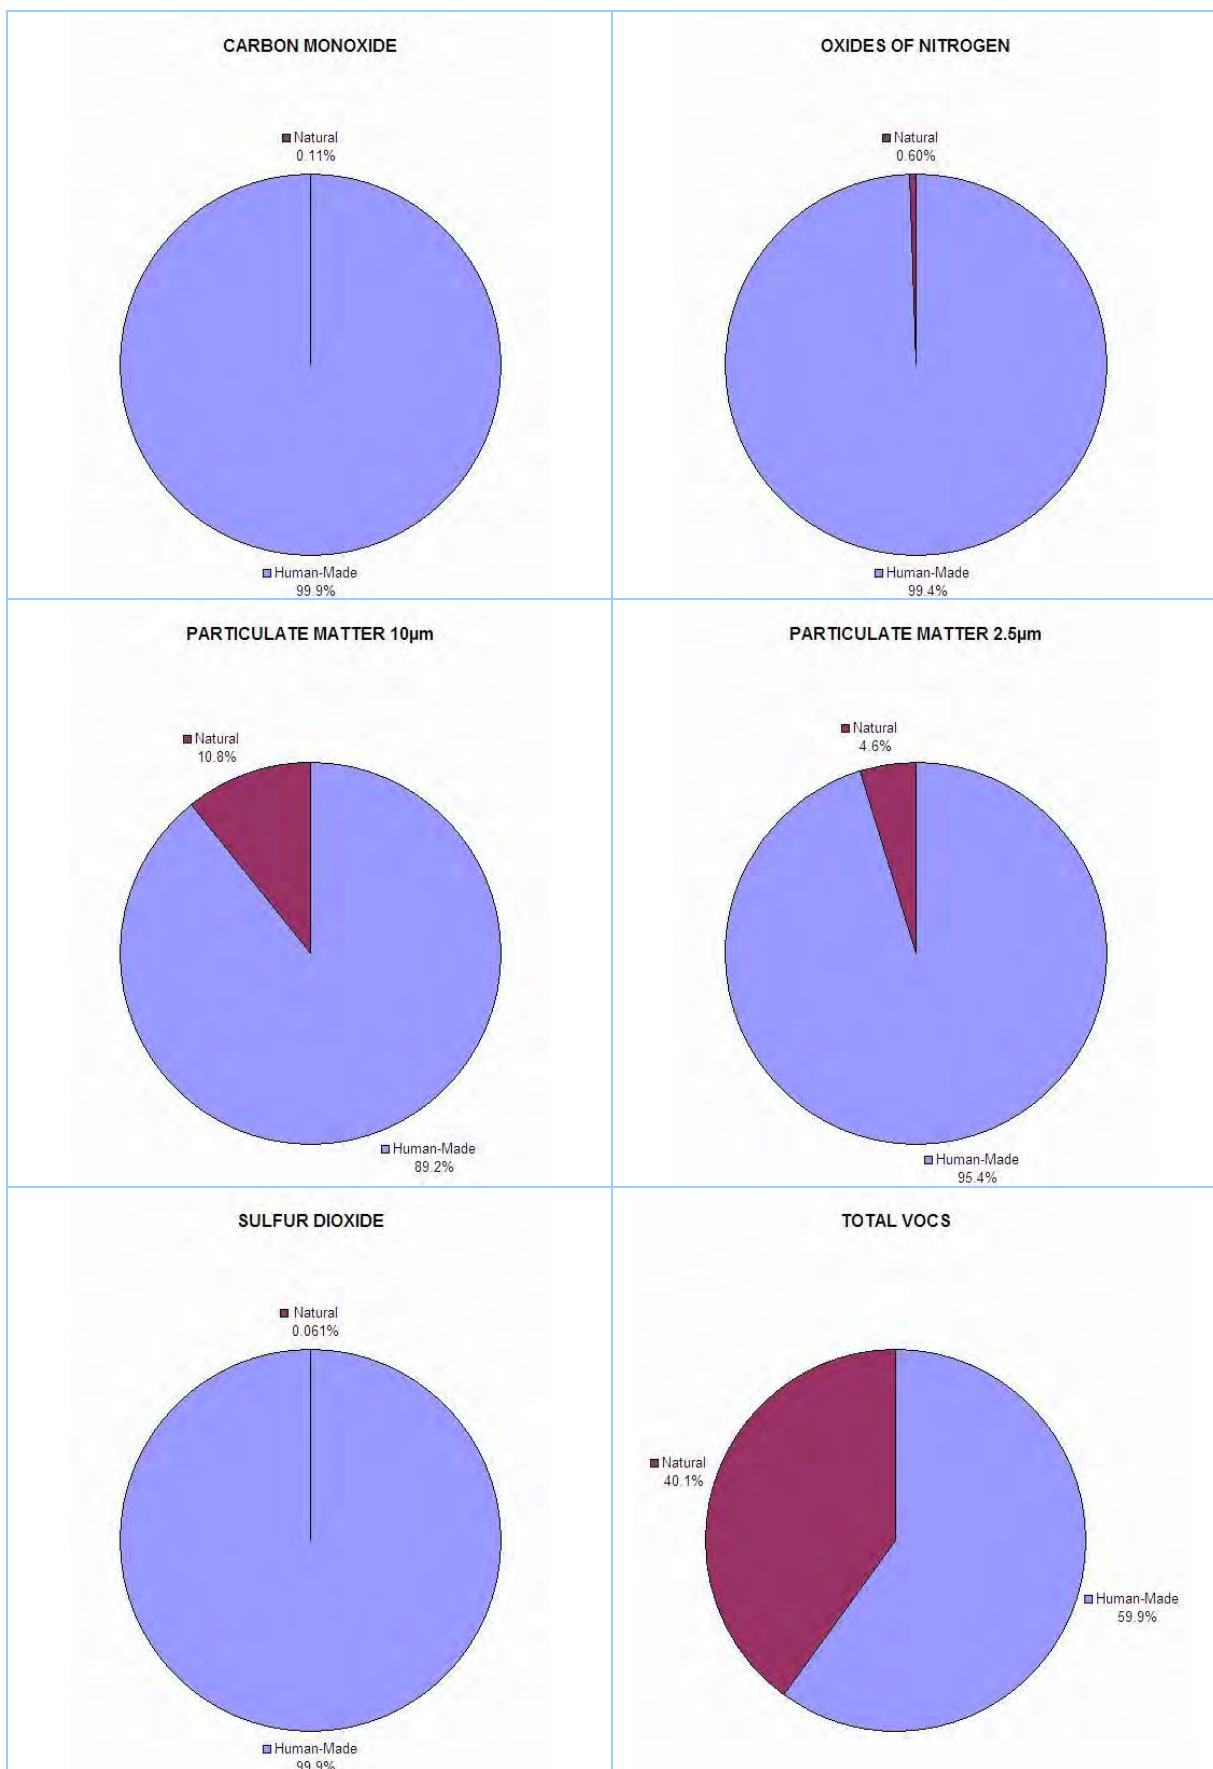 CARBON MONOXIDE
Natural
0.11%
Human-Made
99.9%
OXIDES OF NITROGEN
Natural
0.60%
Human-Made
99.4%
PARTICULATE MATTER 10µm
Natural
10.8%
Human-Made
89.2%
PARTICULATE MATTER 2.5µm
Natural
4.6%
Human-Made
95.4%
SULFUR DIOXIDE
Natural
0.061%
Human-Made
99.9%
TOTAL VOCS
Natural
40.1%
Human-Made
59.9%